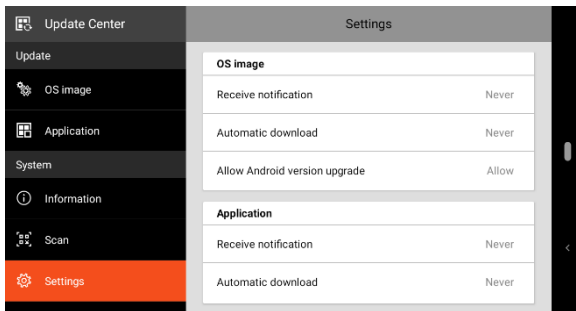 Update Center
Update
OS image
Application
System
Information
Scan
Settings
Settings
OS image
Receive notification Never
Automatic download Never
Allow Android version upgrade Allow
Application
Receive notification Never
Automatic download Never